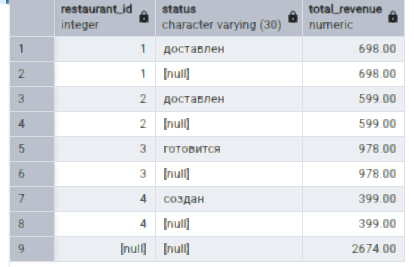 restaurant_id status total_revenue
integer character varying (30) numeric
1 1 доставлен 698.00
2 1 [null] 698.00
3 2 доставлен 599.00
4 2 [null] 599.00
5 3 готовится 978.00
6 3 [null] 978.00
7 4 создан 399.00
8 4 [null] 399.00
9 [null] [null] 2674.00